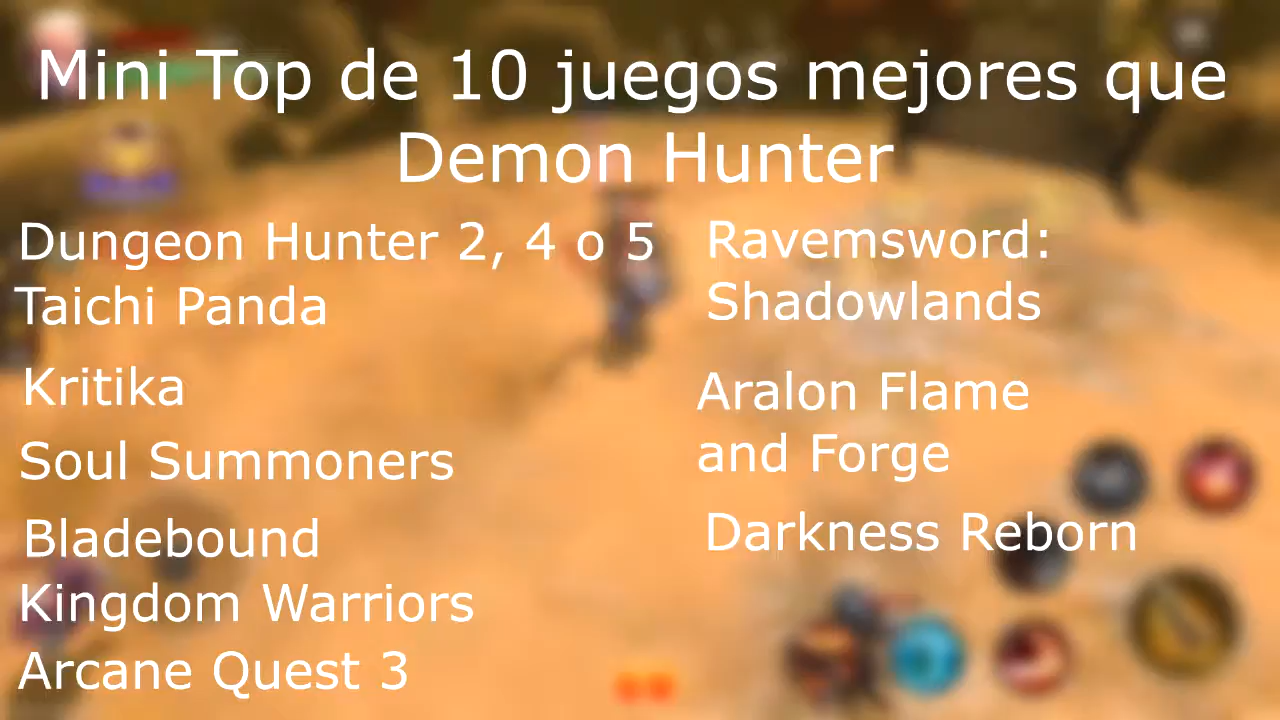 Mini Top de 10 juegos mejores que
Demon Hunter
Dungeon Hunter 2, 4 o 5
Taichi Panda
Kritika
Soul Summoners
Bladebound
Kingdom Warriors
Arcane Quest 3
Ravemsword:
Shadowlands
Aralon Flame
and Forge
Darkness Reborn